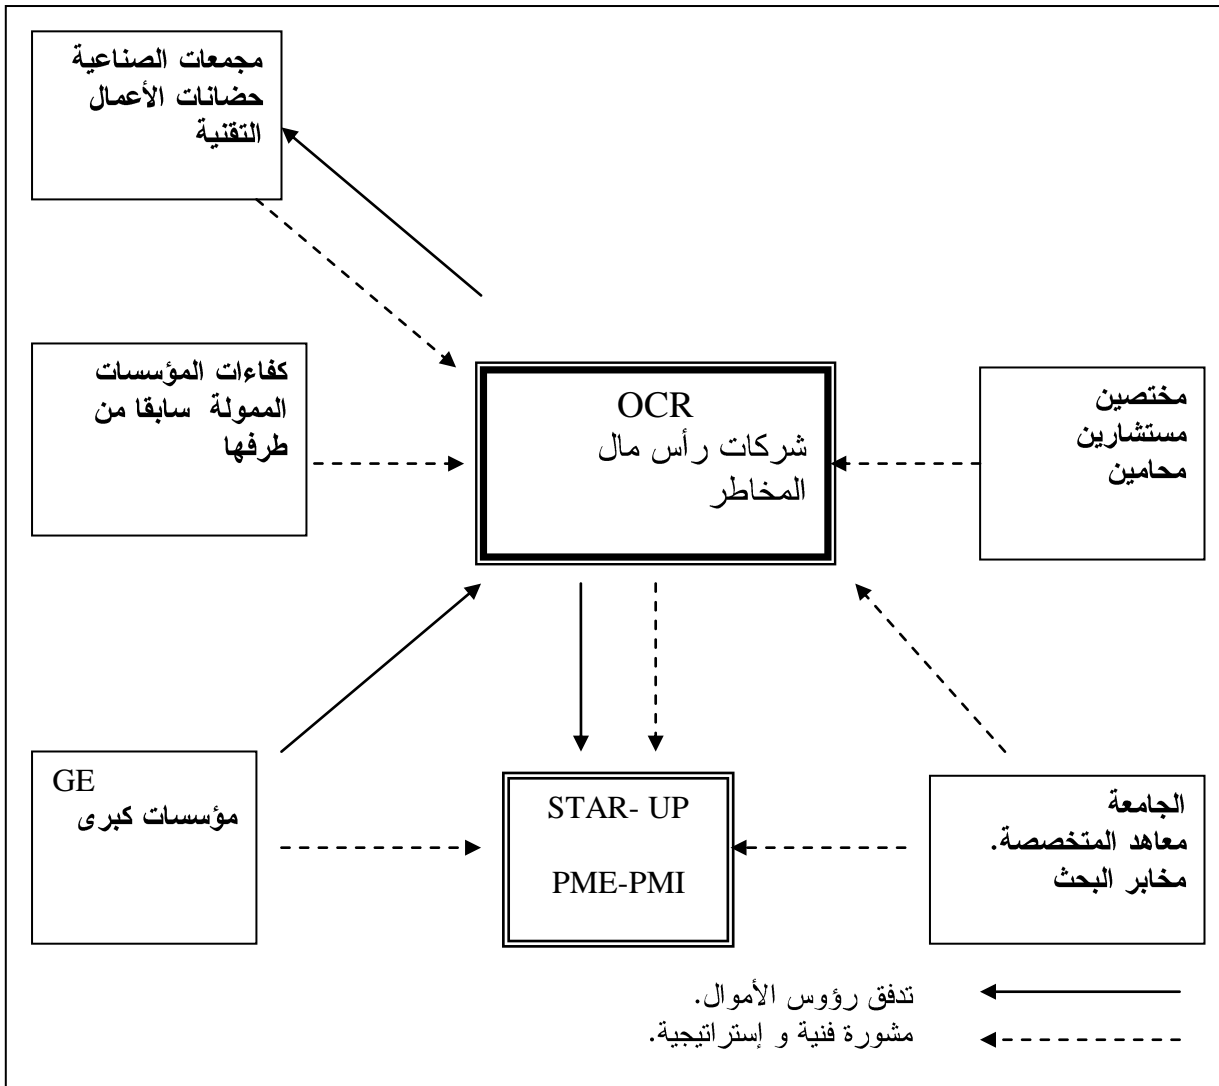 مجمعات الصناعية
حضانات الأعمال
التقنية
كفاءات المؤسسات
الممولة سابقا من
طرفها
OCR
شركات رأس مال
المخاطر
مختصين
مستشارين
محامين
GE
مؤسسات كبرى
STAR- UP
PME-PMI
الجامعة
معاهد المتخصصة.
مخابر البحث
تدفق رؤوس الأموال.
مشورة فنية و إستراتيجية.